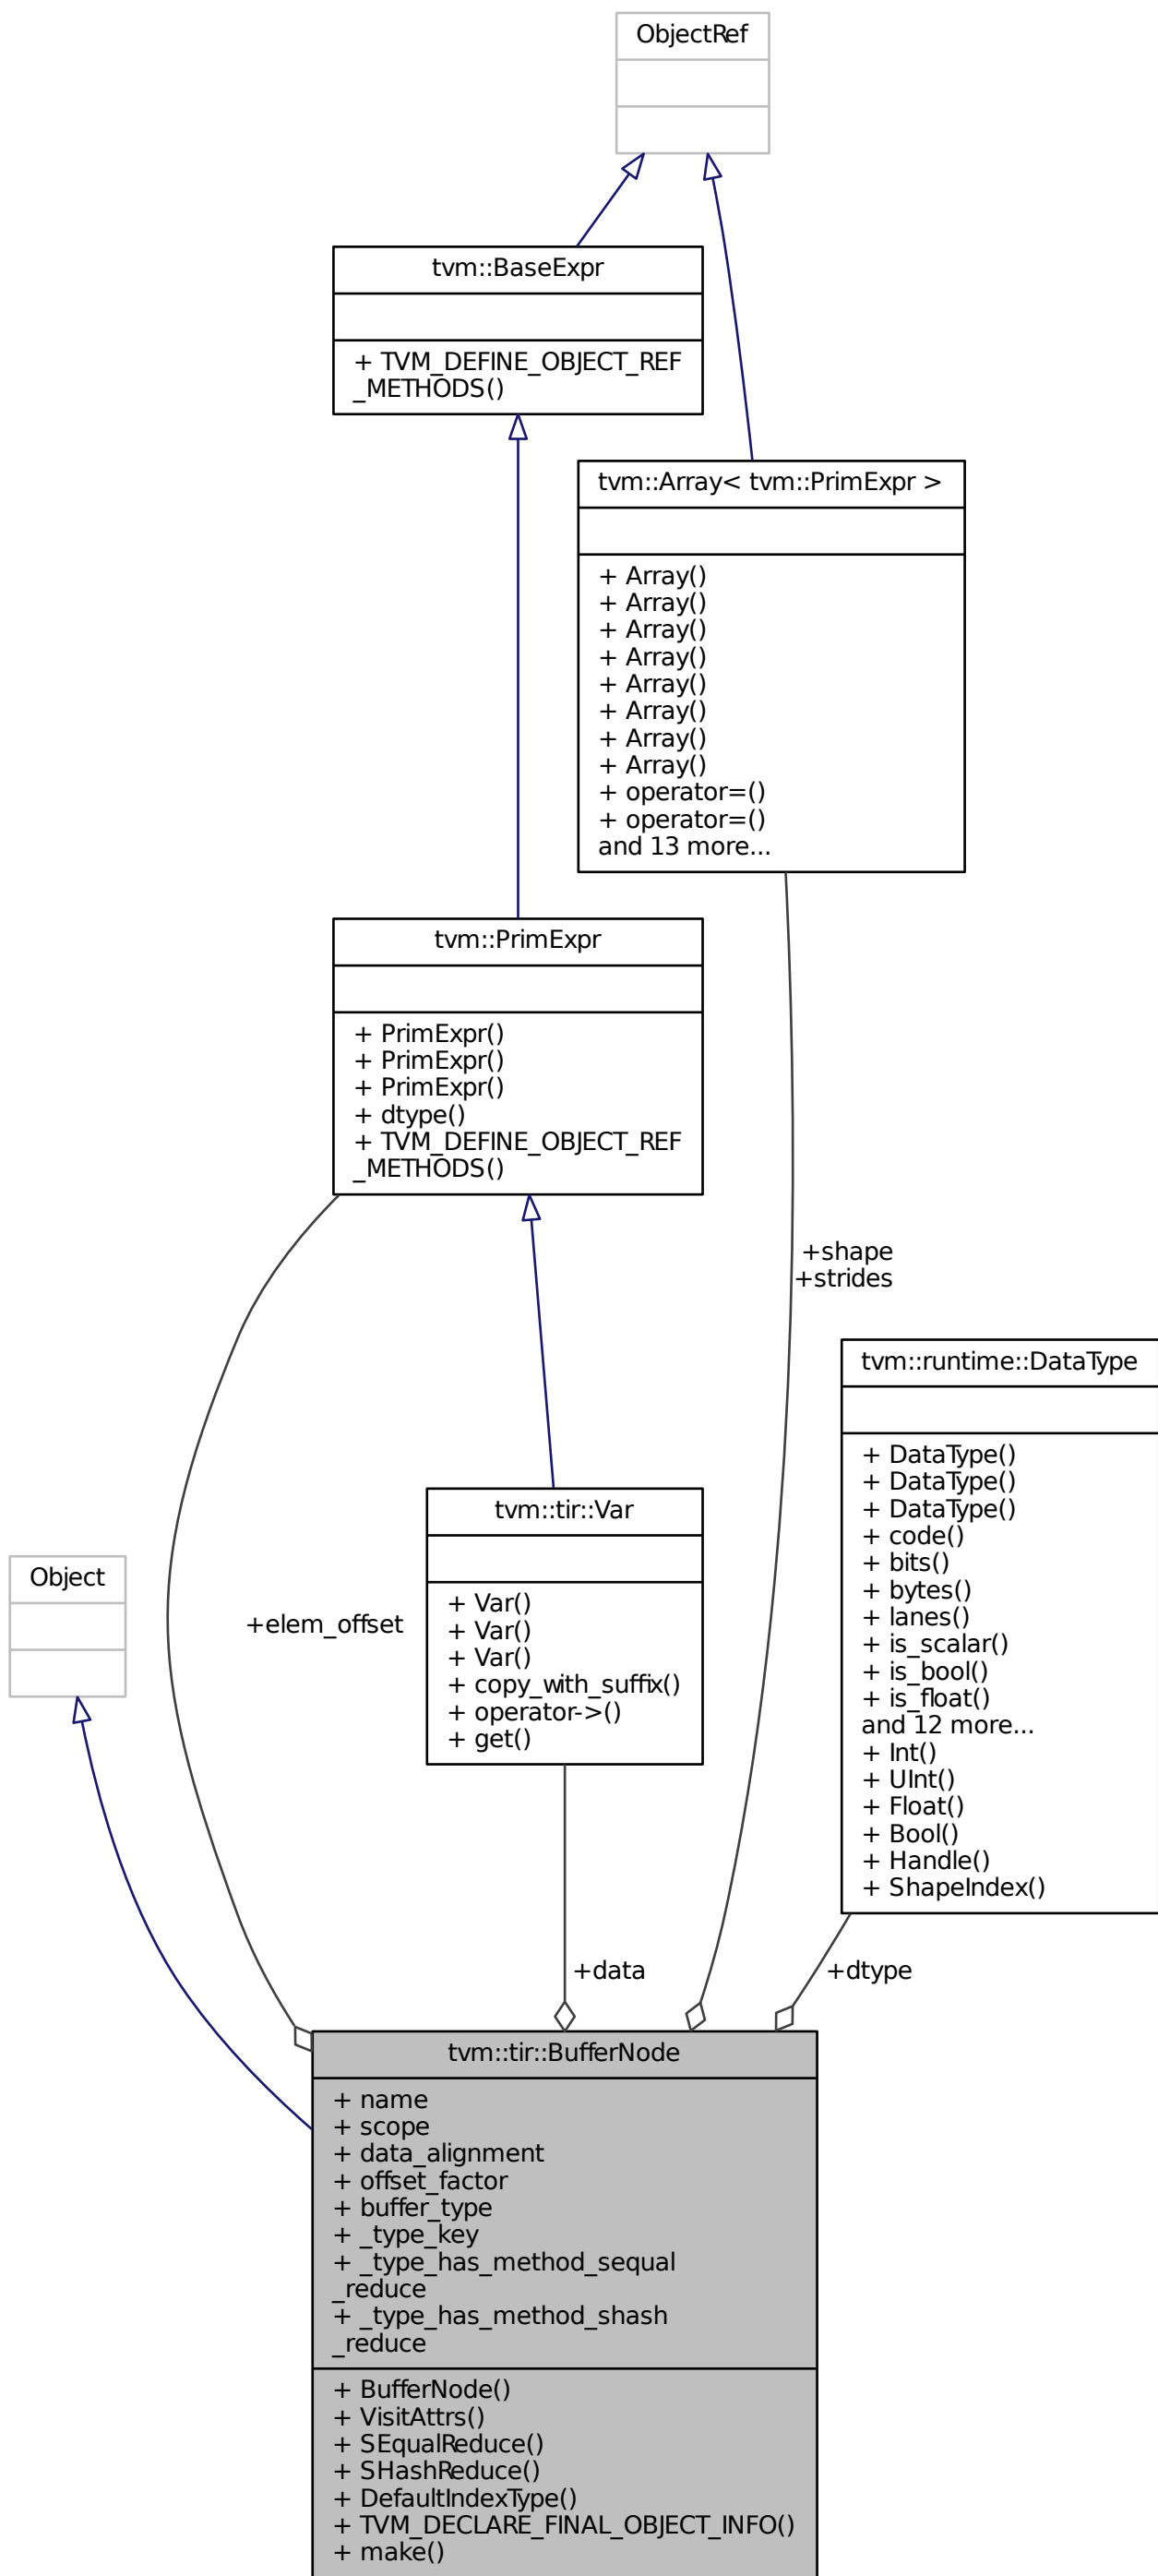 ObjectRef
tvm::BaseExpr
+ TVM_DEFINE_OBJECT_REF
_METHODS()
tvm::Array< tvm::PrimExpr >
+ Array()
+ Array()
+ Array()
+ Array()
+ Array()
+ Array()
+ Array()
+ Array()
+ operator=()
+ operator=()
and 13 more...
tvm::PrimExpr
+ PrimExpr()
+ PrimExpr()
+ PrimExpr()
+ dtype()
+ TVM_DEFINE_OBJECT_REF
_METHODS()
+shape
+strides
tvm::runtime::DataType
+ DataType()
+ DataType()
+ DataType()
+ code()
+ bits()
+ bytes()
+ lanes()
+ is_scalar()
+ is_bool()
+ is_float()
and 12 more...
+ Int()
+ UInt()
+ Float()
+ Bool()
+ Handle()
+ ShapeIndex()
tvm::tir::Var
+ Var()
+ Var()
+ Var()
+ copy_with_suffix()
+ operator->()
+ get()
Object
+elem_offset
+data
+dtype
tvm::tir::BufferNode
+ name
+ scope
+ data_alignment
+ offset_factor
+ buffer_type
+ _type_key
+ _type_has_method_sequal
_reduce
+ _type_has_method_shash
_reduce
+ BufferNode()
+ VisitAttrs()
+ SEqualReduce()
+ SHashReduce()
+ DefaultIndexType()
+ TVM_DECLARE_FINAL_OBJECT_INFO()
+ make()